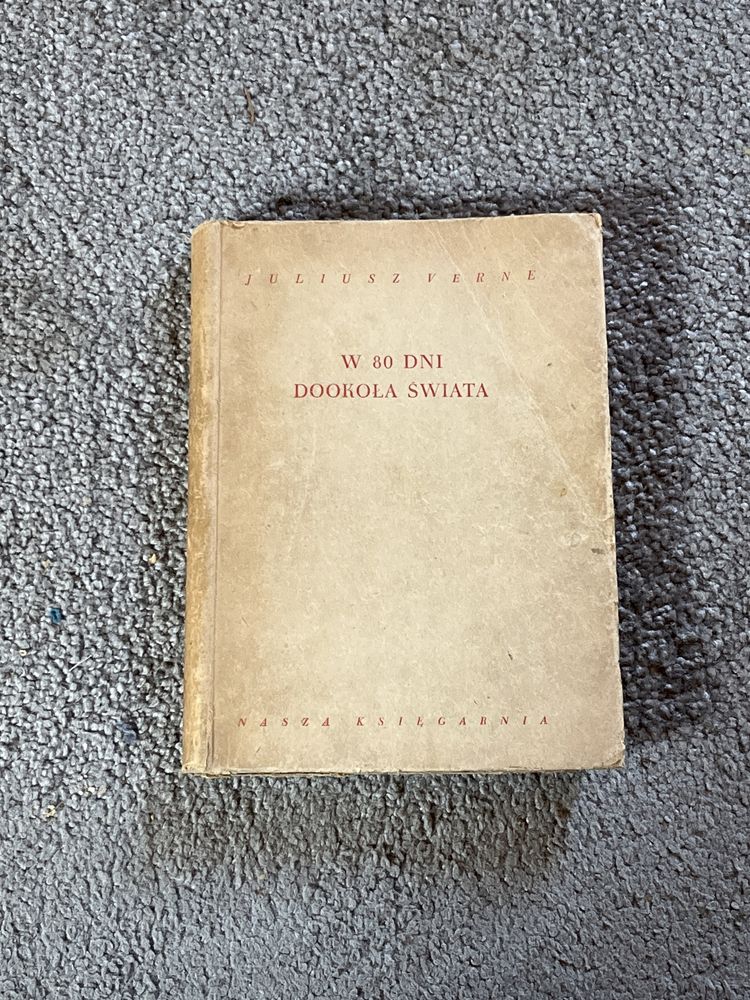 JULIUSZ VERNE
W 80 DNI
DOOKOŁA ŚWIATA
NASZA KSIĘGARNIA